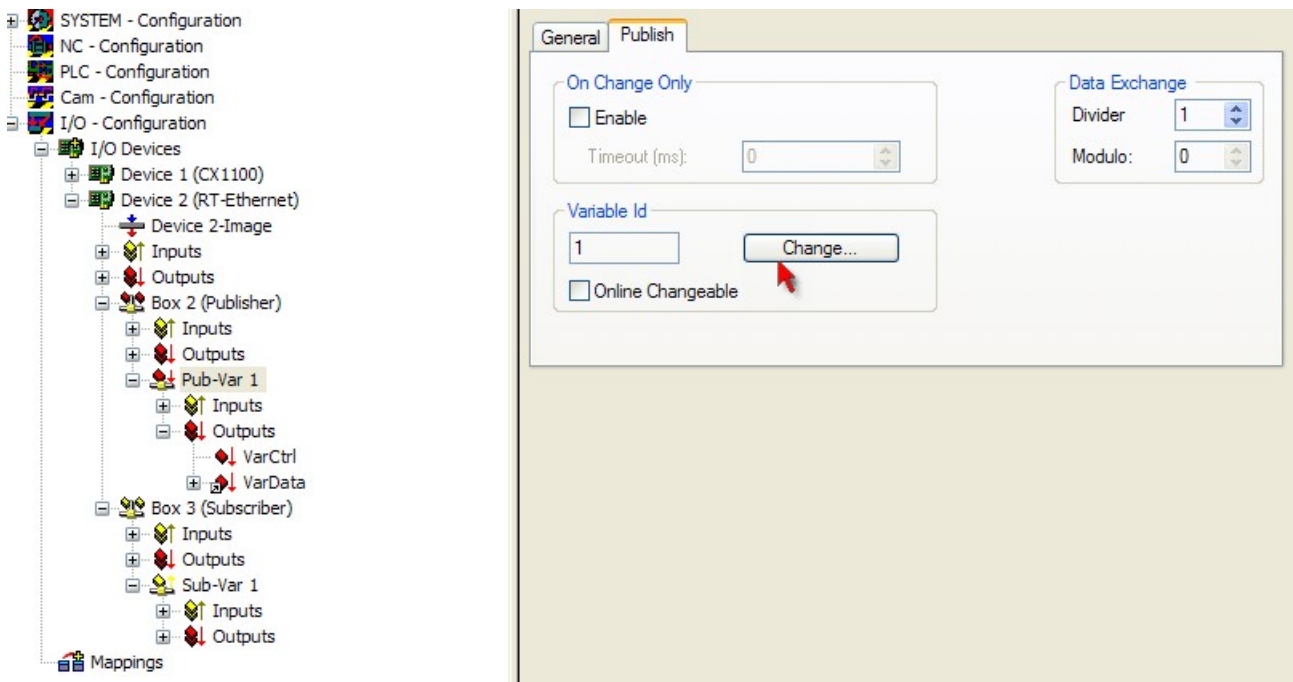 SYSTEM - Configuration
NC - Configuration
PLC - Configuration
Cam - Configuration
I/O - Configuration
I/O Devices
Device 1 (CX1100)
Device 2 (RT-Ethernet)
Device 2-Image
Inputs
Outputs
Box 2 (Publisher)
Inputs
Outputs
Pub-Var 1
Inputs
Outputs
VarCtrl
VarData
Box 3 (Subscriber)
Inputs
Outputs
Sub-Var 1
Inputs
Outputs
Mappings
General Publish
On Change Only
Enable
Timeout (ms): 0
Variable Id
1 Change...
Online Changeable
Data Exchange
Divider 1
Modulo: 0